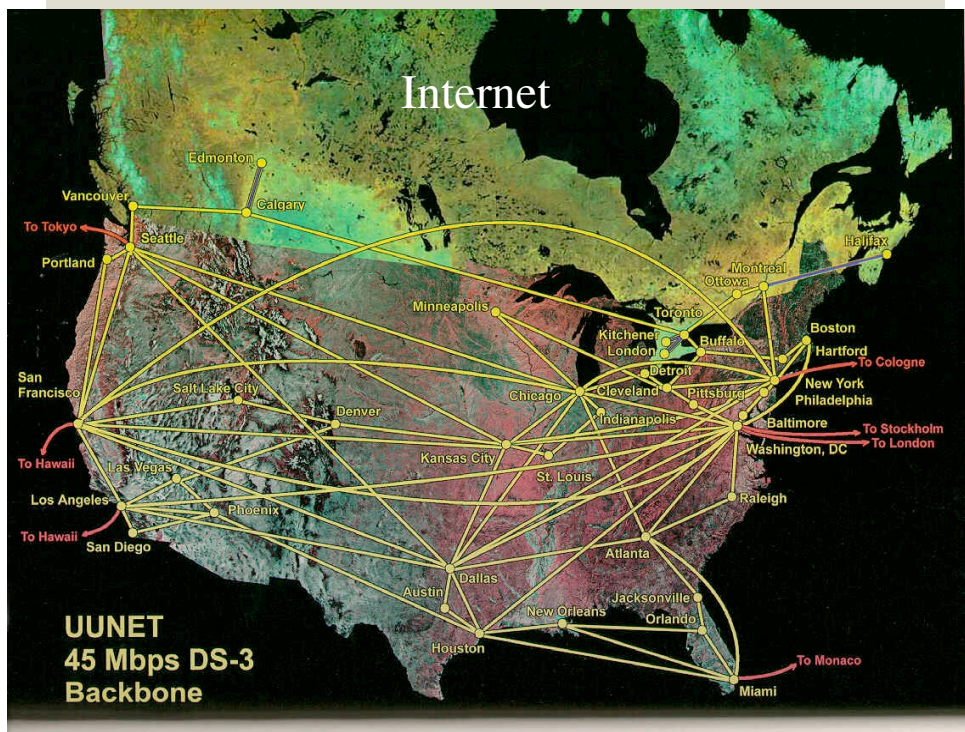 Internet
Edmonton
Vancouver
Calgary
To Tokyo
Seattle
Halifax
Portland
Montreal
Ottowa
Minneapolis
Toronto
Kitchener
Boston
Buffalo
London
Hartford
To Cologne
Detroit
San
Francisco
Salt Lake City
Chicago
Cleveland
Pittsburg
New York
Philadelphia
Denver
Indianapolis
Baltimore
To Stockholm
To London
Washington, DC
To Hawaii
Kansas City
Las Vegas
St. Louis
Los Angeles
Raleigh
Phoenix
To Hawaii
San Diego
Atlanta
Dallas
Austin
Jacksonville
New Orleans
Orlando
Houston
UUNET
45 Mbps DS-3
Backbone
To Monaco
Miami